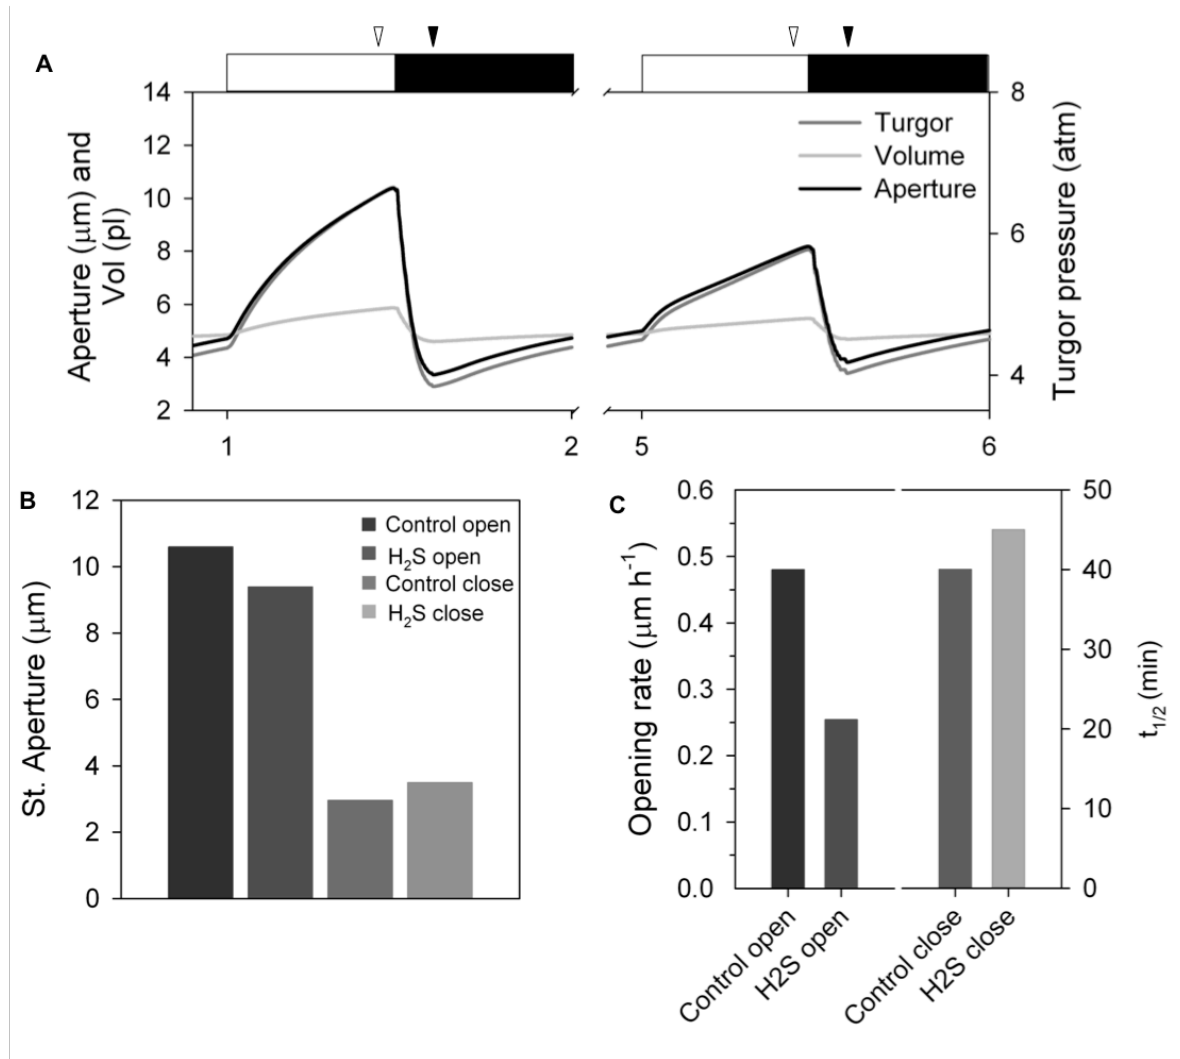 A
14
12
10
8
6
4
2
Aperture (μm) and
Vol (pl)
Turgor
Volume
Aperture
8
6
4
Turgor pressure (atm)
1
2
5
6
B
12
10
8
6
4
2
0
St. Aperture (μm)
Control open
H₂S open
Control close
H₂S close
C
0.6
0.5
0.4
0.3
0.2
0.1
0.0
Opening rate (μm h⁻¹)
50
40
30
20
10
0
t₁/₂ (min)
Control open
H2S open
Control close
H2S close